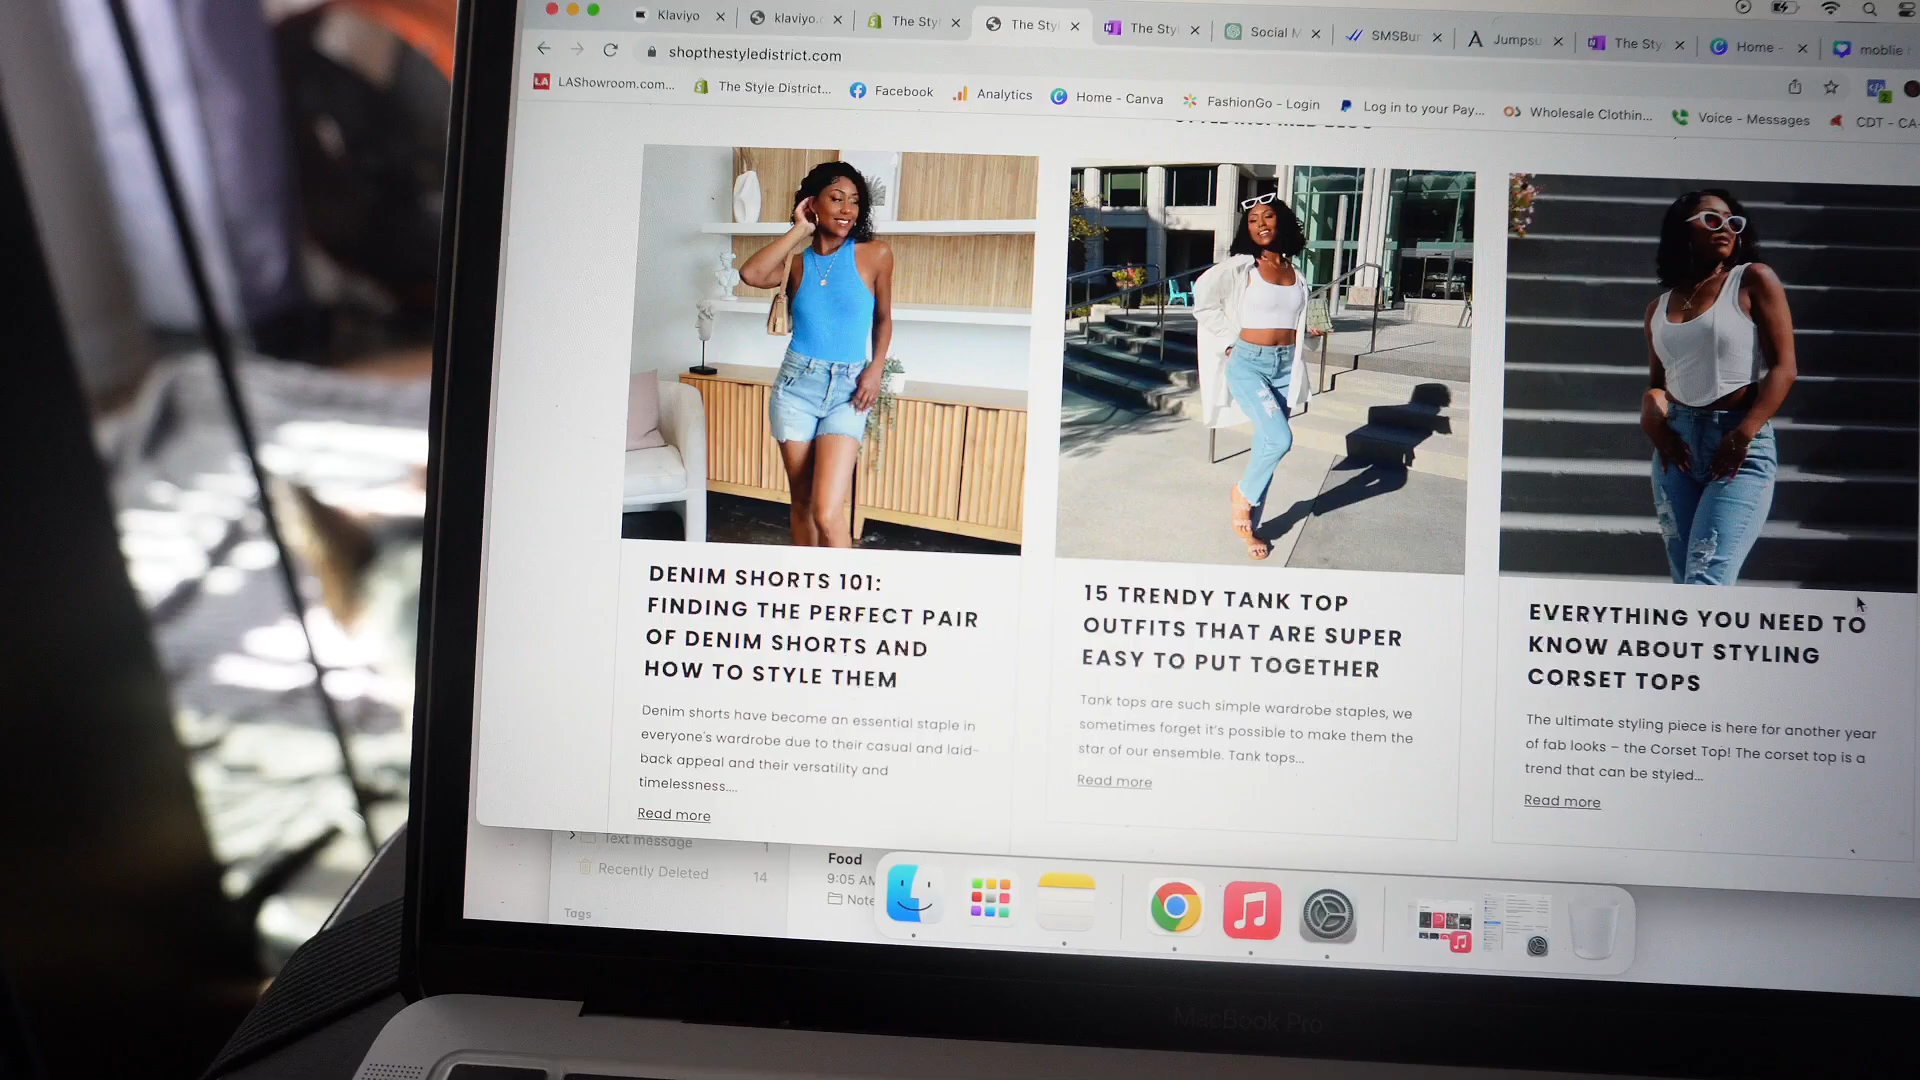 Klaviyo
klaviyo.
The Sty
The Sty
The Sty
Social M
SMSBur
Jumpsu
The Sty
Home -
moblie
shopthestyledistrict.com
LAShowroom.com...
The Style District...
Facebook
Analytics
Home - Canva
FashionGo - Login
Log in to your Pay...
Wholesale Clothin...
Voice - Messages
CDT - CA-
DENIM SHORTS 101:
FINDING THE PERFECT PAIR
OF DENIM SHORTS AND
HOW TO STYLE THEM
Denim shorts have become an essential staple in
everyone's wardrobe due to their casual and laid-
back appeal and their versatility and
timelessness....
Read more
15 TRENDY TANK TOP
OUTFITS THAT ARE SUPER
EASY TO PUT TOGETHER
Tank tops are such simple wardrobe staples, we
sometimes forget it's possible to make them the
star of our ensemble. Tank tops...
Read more
EVERYTHING YOU NEED TO
KNOW ABOUT STYLING
CORSET TOPS
The ultimate styling piece is here for another year
of fab looks – the Corset Top! The corset top is a
trend that can be styled...
Read more
Text message 1
Recently Deleted 14
Tags
Food
9:05 AM
Note
MacBook Pro